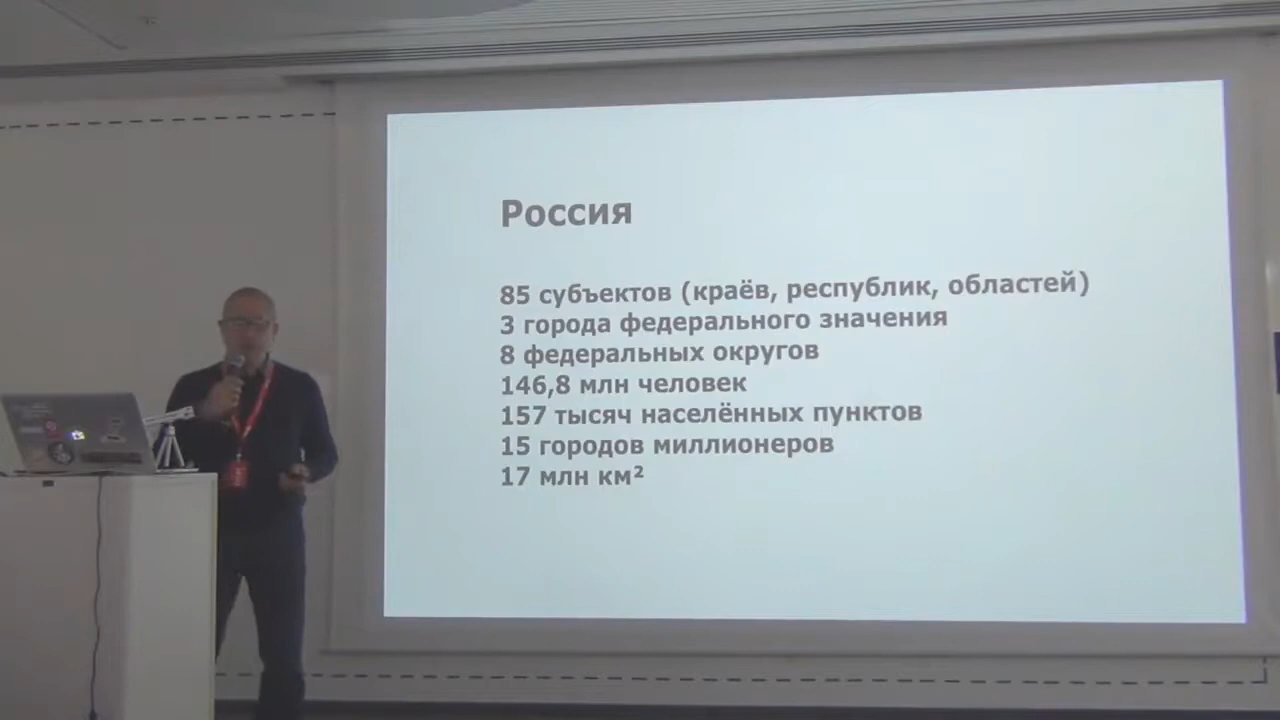 Россия
85 субъектов (краёв, республик, областей)
3 города федерального значения
8 федеральных округов
146,8 млн человек
157 тысяч населённых пунктов
15 городов миллионеров
17 млн км²